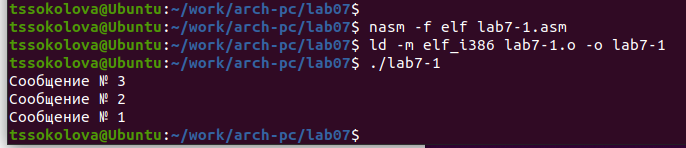 tssokolova@Ubuntu:~/work/arch-pc/lab07$
tssokolova@Ubuntu:~/work/arch-pc/lab07$ nasm -f elf lab7-1.asm
tssokolova@Ubuntu:~/work/arch-pc/lab07$ ld -m elf_i386 lab7-1.o -o lab7-1
tssokolova@Ubuntu:~/work/arch-pc/lab07$ ./lab7-1
Сообщение № 3
Сообщение № 2
Сообщение № 1
tssokolova@Ubuntu:~/work/arch-pc/lab07$